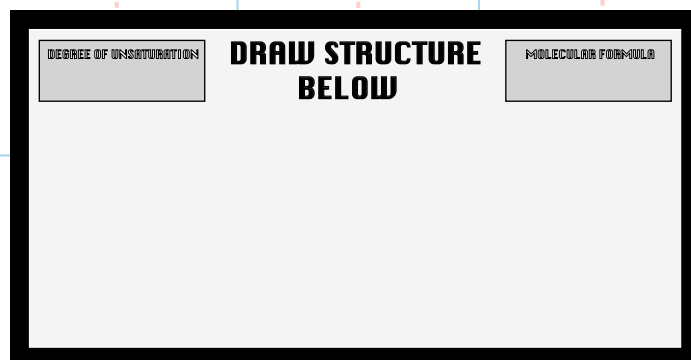 DEGREE OF UNSATURATION
DRAW STRUCTURE
BELOW
MOLECULAR FORMULA